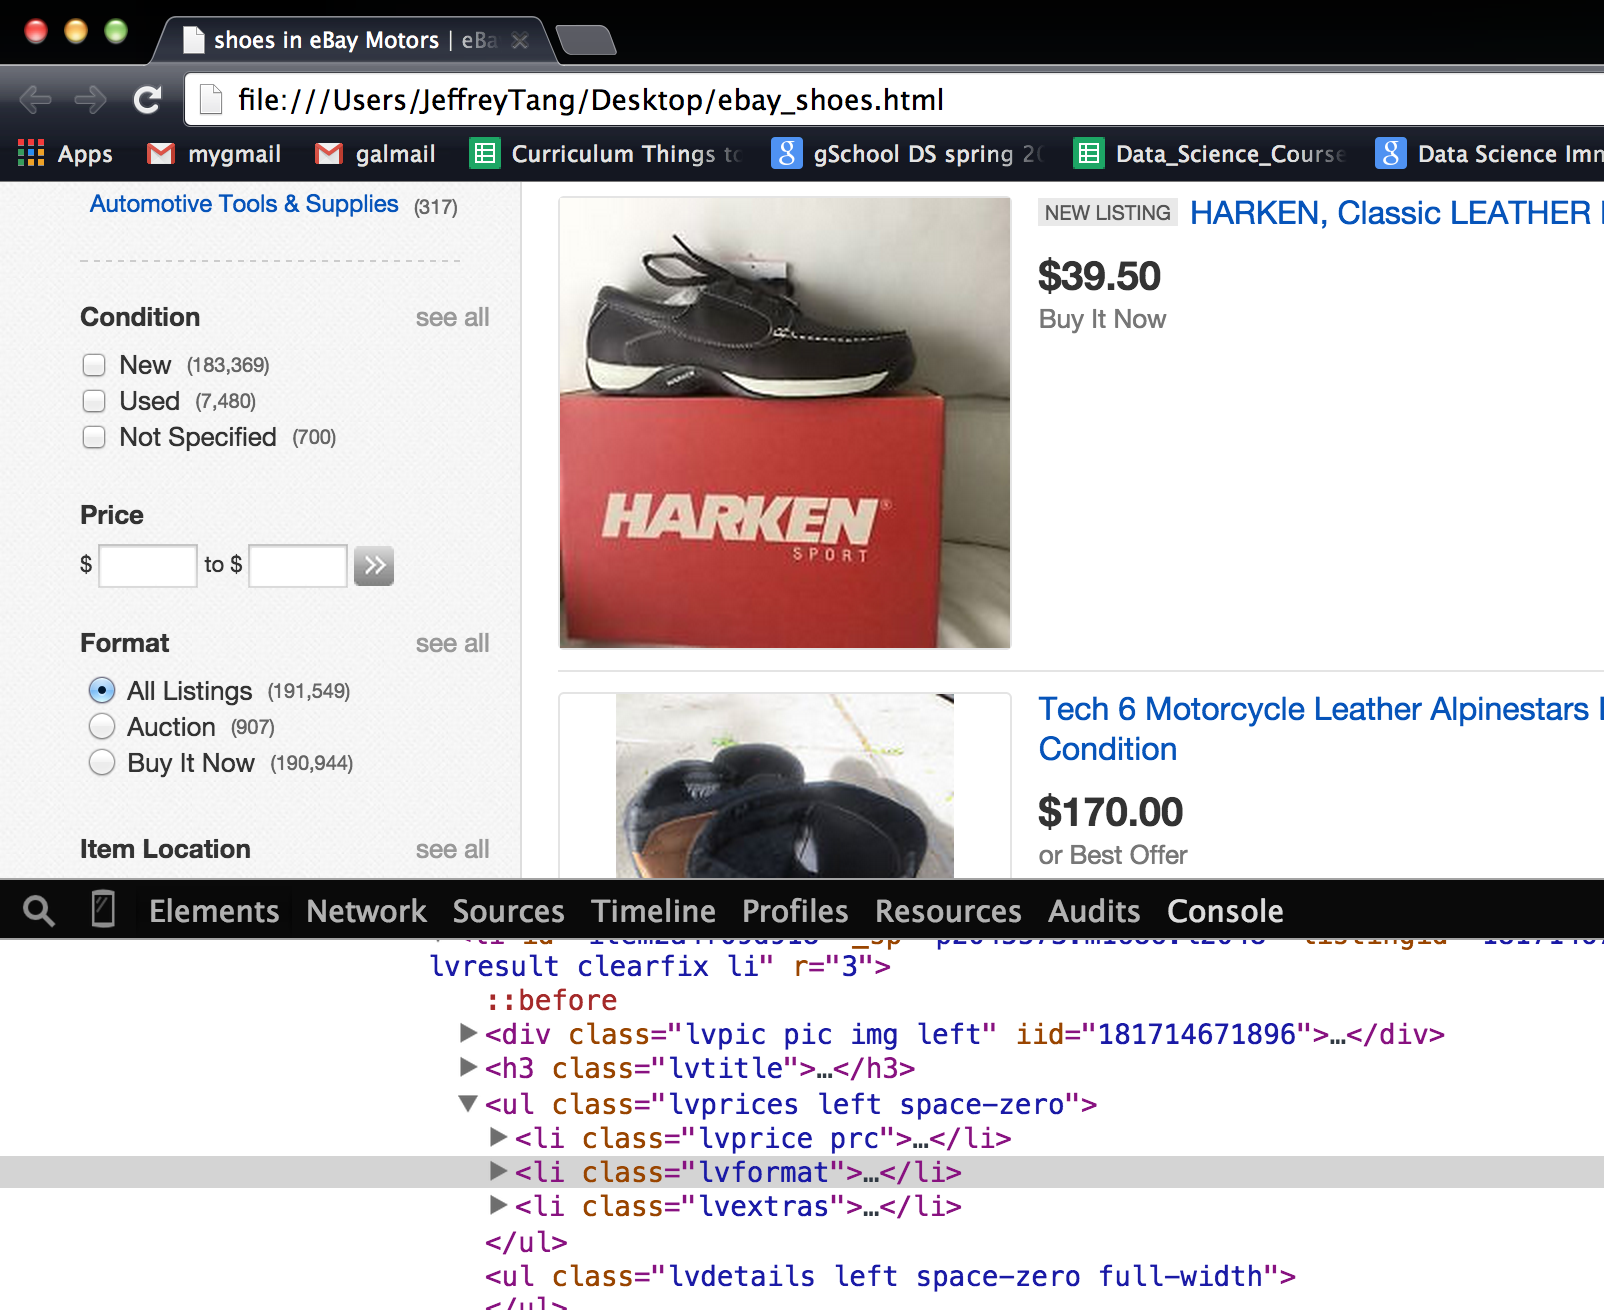 shoes in eBay Motors | eBa
file:///Users/JeffreyTang/Desktop/ebay_shoes.html
Apps mygmail galmail Curriculum Things to gSchool DS spring 20 Data_Science_Course Data Science Imm
Automotive Tools & Supplies (317)
Condition see all
New (183,369)
Used (7,480)
Not Specified (700)
Price
$ to $
Format see all
All Listings (191,549)
Auction (907)
Buy It Now (190,944)
Item Location see all
HARKEN
HARKEN®
SPORT
NEW LISTING HARKEN, Classic LEATHER
$39.50
Buy It Now
Tech 6 Motorcycle Leather Alpinestars
Condition
$170.00
or Best Offer
Elements Network Sources Timeline Profiles Resources Audits Console
lvresult clearfix li" r="3">
::before
<div class="lvpic pic img left" iid="181714671896">…</div>
<h3 class="lvtitle">…</h3>
<ul class="lvprices left space-zero">
<li class="lvprice prc">…</li>
<li class="lvformat">…</li>
<li class="lvextras">…</li>
</ul>
<ul class="lvdetails left space-zero full-width">
</ul>